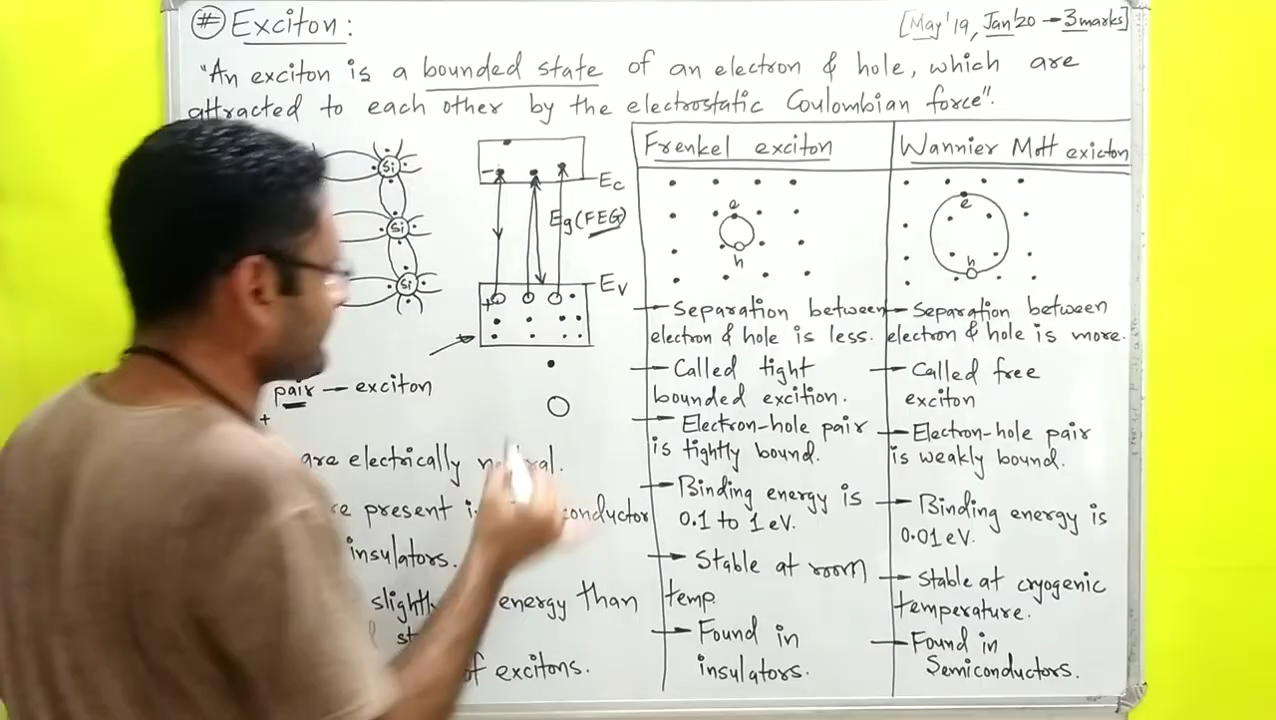 # Exciton:
[May'19, Jan'20 → 3 marks]
"An exciton is a bounded state of an electron & hole, which are
attracted to each other by the electrostatic Coulombian force".
Si
Si
Si
Ec
Eg (FEG)
Ev
+
-
pair — exciton
+
are electrically neutral.
present
conductor
insulators.
slightly energy than
of excitons.
Frenkel exciton
e
h
→ Separation between
electron & hole is less.
→ Called tight
bounded excition.
→ Electron-hole pair
is tightly bound.
→ Binding energy is
0.1 to 1 eV.
→ Stable at room
temp.
→ Found in
insulators.
Wannier Mott exicton
e
h
→ Separation between
electron & hole is more.
→ Called free
exciton
→ Electron-hole pair
is weakly bound.
→ Binding energy is
0.01 eV.
→ Stable at cryogenic
temperature.
→ Found in
Semiconductors.